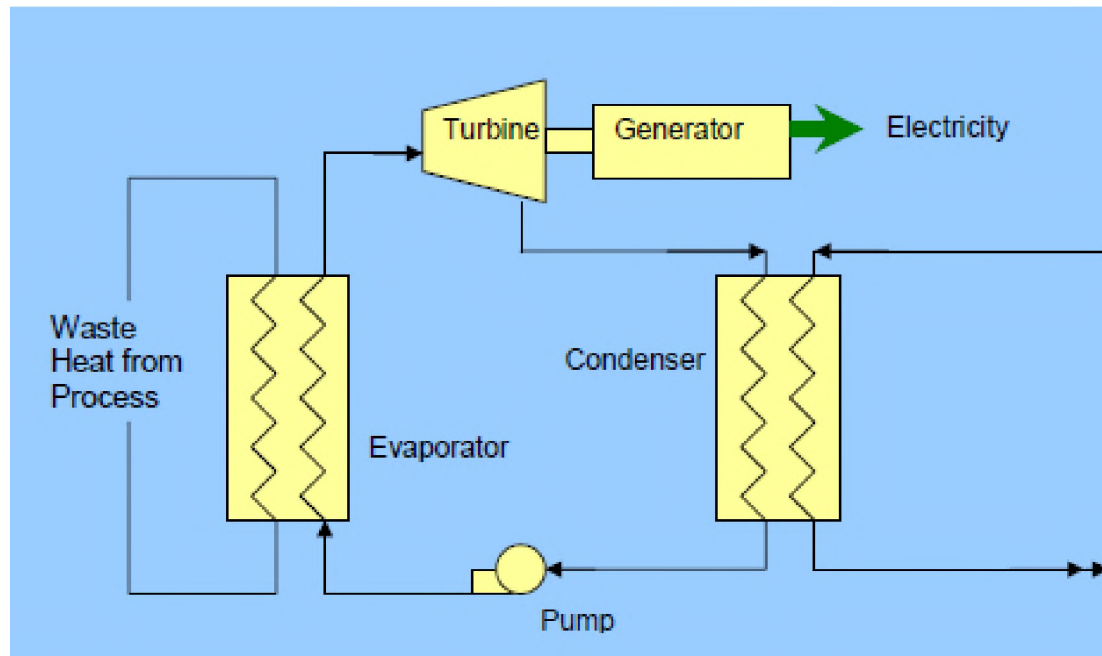 Turbine
Generator
Electricity
Waste
Heat from
Process
Condenser
Evaporator
Pump